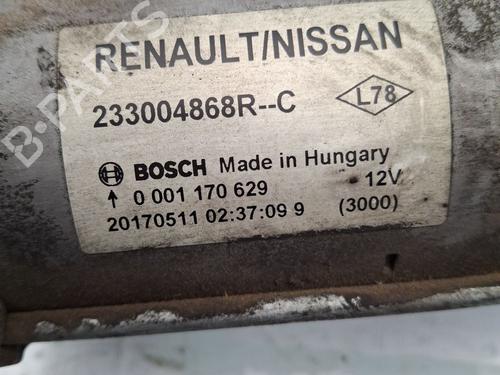 RENAULT/NISSAN
233004868R--C
L78
BOSCH Made in Hungary
0 001 170 629 12V
20170511 02:37:09 9 (3000)
B-PARTS